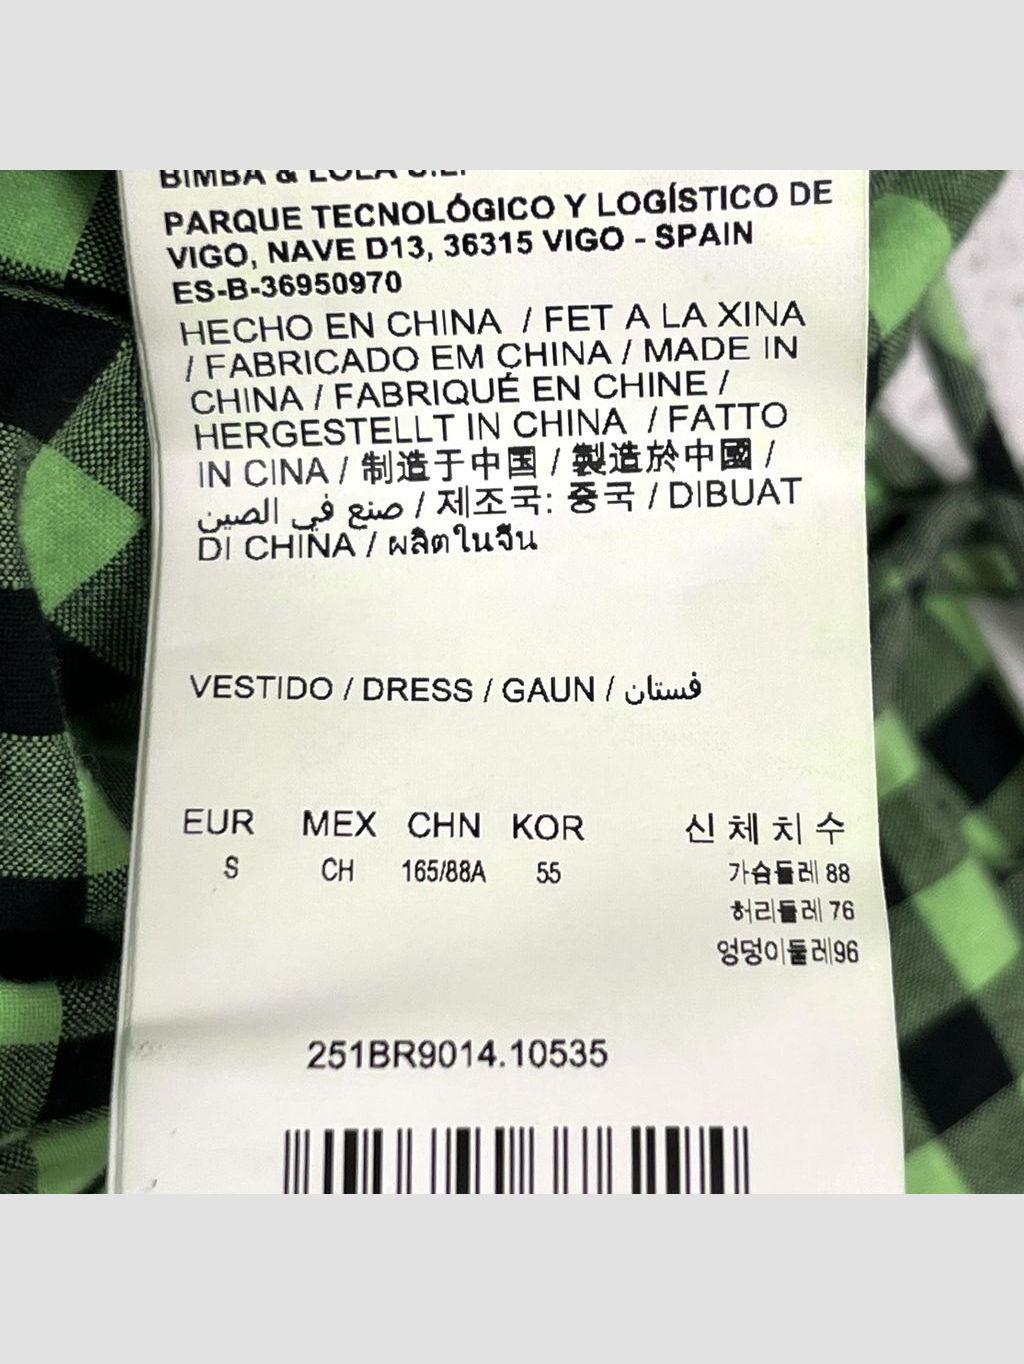 BIMBA & LOLA S.L.
PARQUE TECNOLÓGICO Y LOGÍSTICO DE
VIGO, NAVE D13, 36315 VIGO - SPAIN
ES-B-36950970
HECHO EN CHINA / FET A LA XINA
/ FABRICADO EM CHINA / MADE IN
CHINA / FABRIQUÉ EN CHINE /
HERGESTELLT IN CHINA / FATTO
IN CINA / 制造于中国 / 製造於中國 /
صنع في الصين / 제조국: 중국 / DIBUAT
DI CHINA / ผลิตในจีน
VESTIDO / DRESS / GAUN / فستان
EUR MEX CHN KOR 신체치수
S CH 165/88A 55 가슴둘레 88
허리둘레 76
엉덩이둘레96
251BR9014.10535